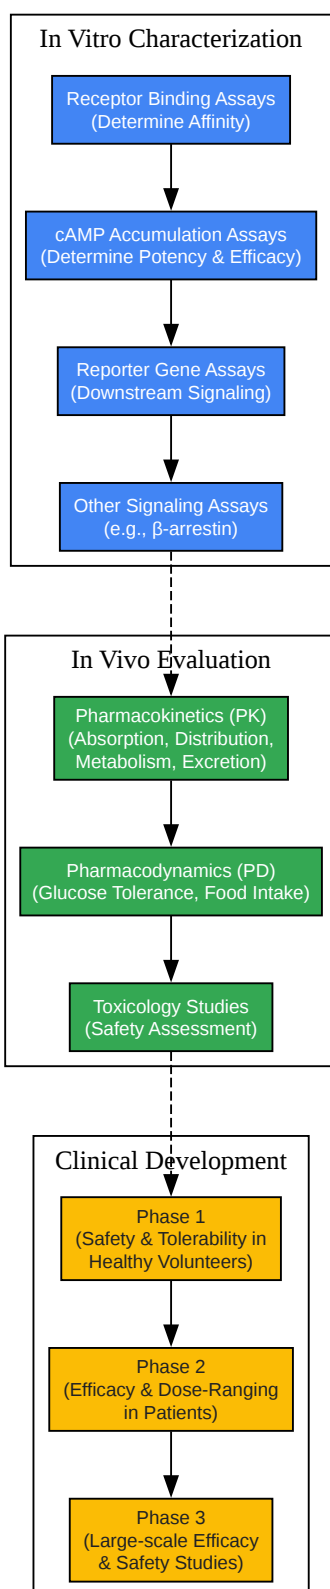 In Vitro Characterization
Receptor Binding Assays
(Determine Affinity)
cAMP Accumulation Assays
(Determine Potency & Efficacy)
Reporter Gene Assays
(Downstream Signaling)
Other Signaling Assays
(e.g., β-arrestin)
In Vivo Evaluation
Pharmacokinetics (PK)
(Absorption, Distribution,
Metabolism, Excretion)
Pharmacodynamics (PD)
(Glucose Tolerance, Food Intake)
Toxicology Studies
(Safety Assessment)
Clinical Development
Phase 1
(Safety & Tolerability in
Healthy Volunteers)
Phase 2
(Efficacy & Dose-Ranging
in Patients)
Phase 3
(Large-scale Efficacy
& Safety Studies)